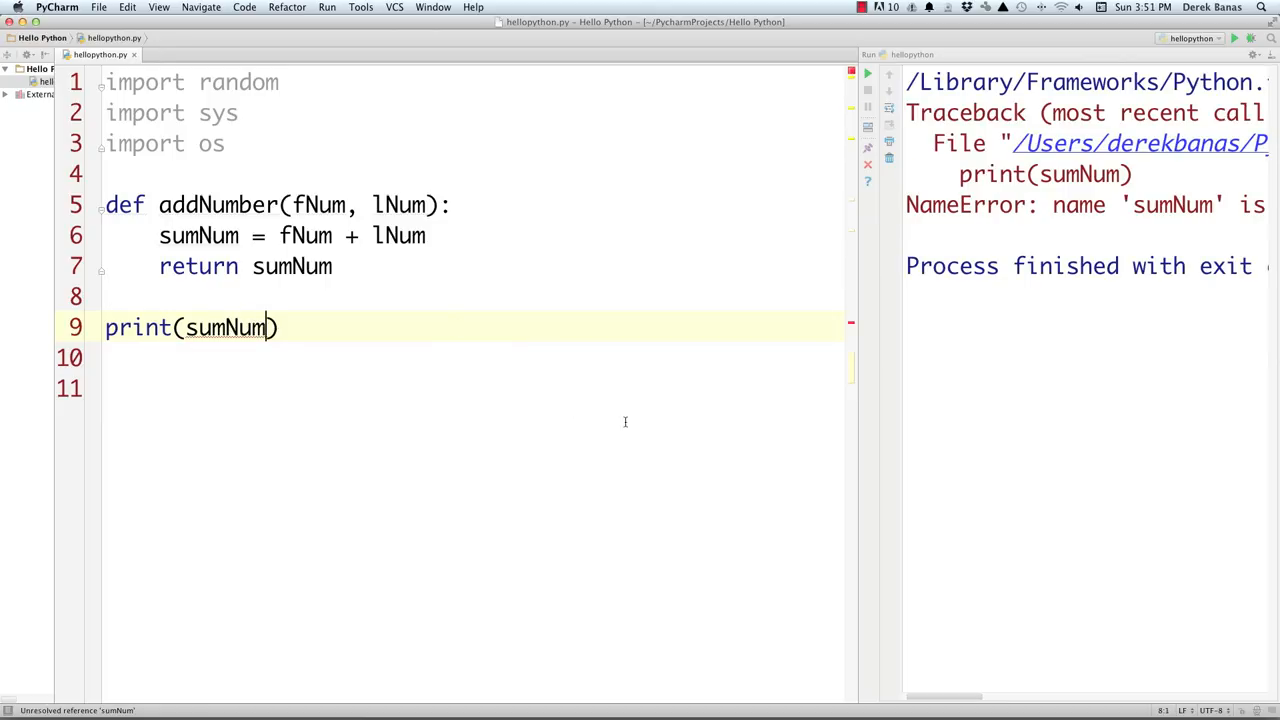 PyCharm File Edit View Navigate Code Refactor Run Tools VCS Window Help 10 Sun 3:51 PM Derek Banas
hellopython.py - Hello Python - [~/PycharmProjects/Hello Python]
Hello Python hellopython.py hellopython
hellopython.py Run hellopython
Hello P
hello
Extern
1 import random
2 import sys
3 import os
4
5 def addNumber(fNum, lNum):
6 sumNum = fNum + lNum
7 return sumNum
8
9 print(sumNum)
10
11
/Library/Frameworks/Python.
Traceback (most recent call
File "/Users/derekbanas/P
print(sumNum)
NameError: name 'sumNum' is
Process finished with exit
Unresolved reference 'sumNum' 8:1 LF UTF-8